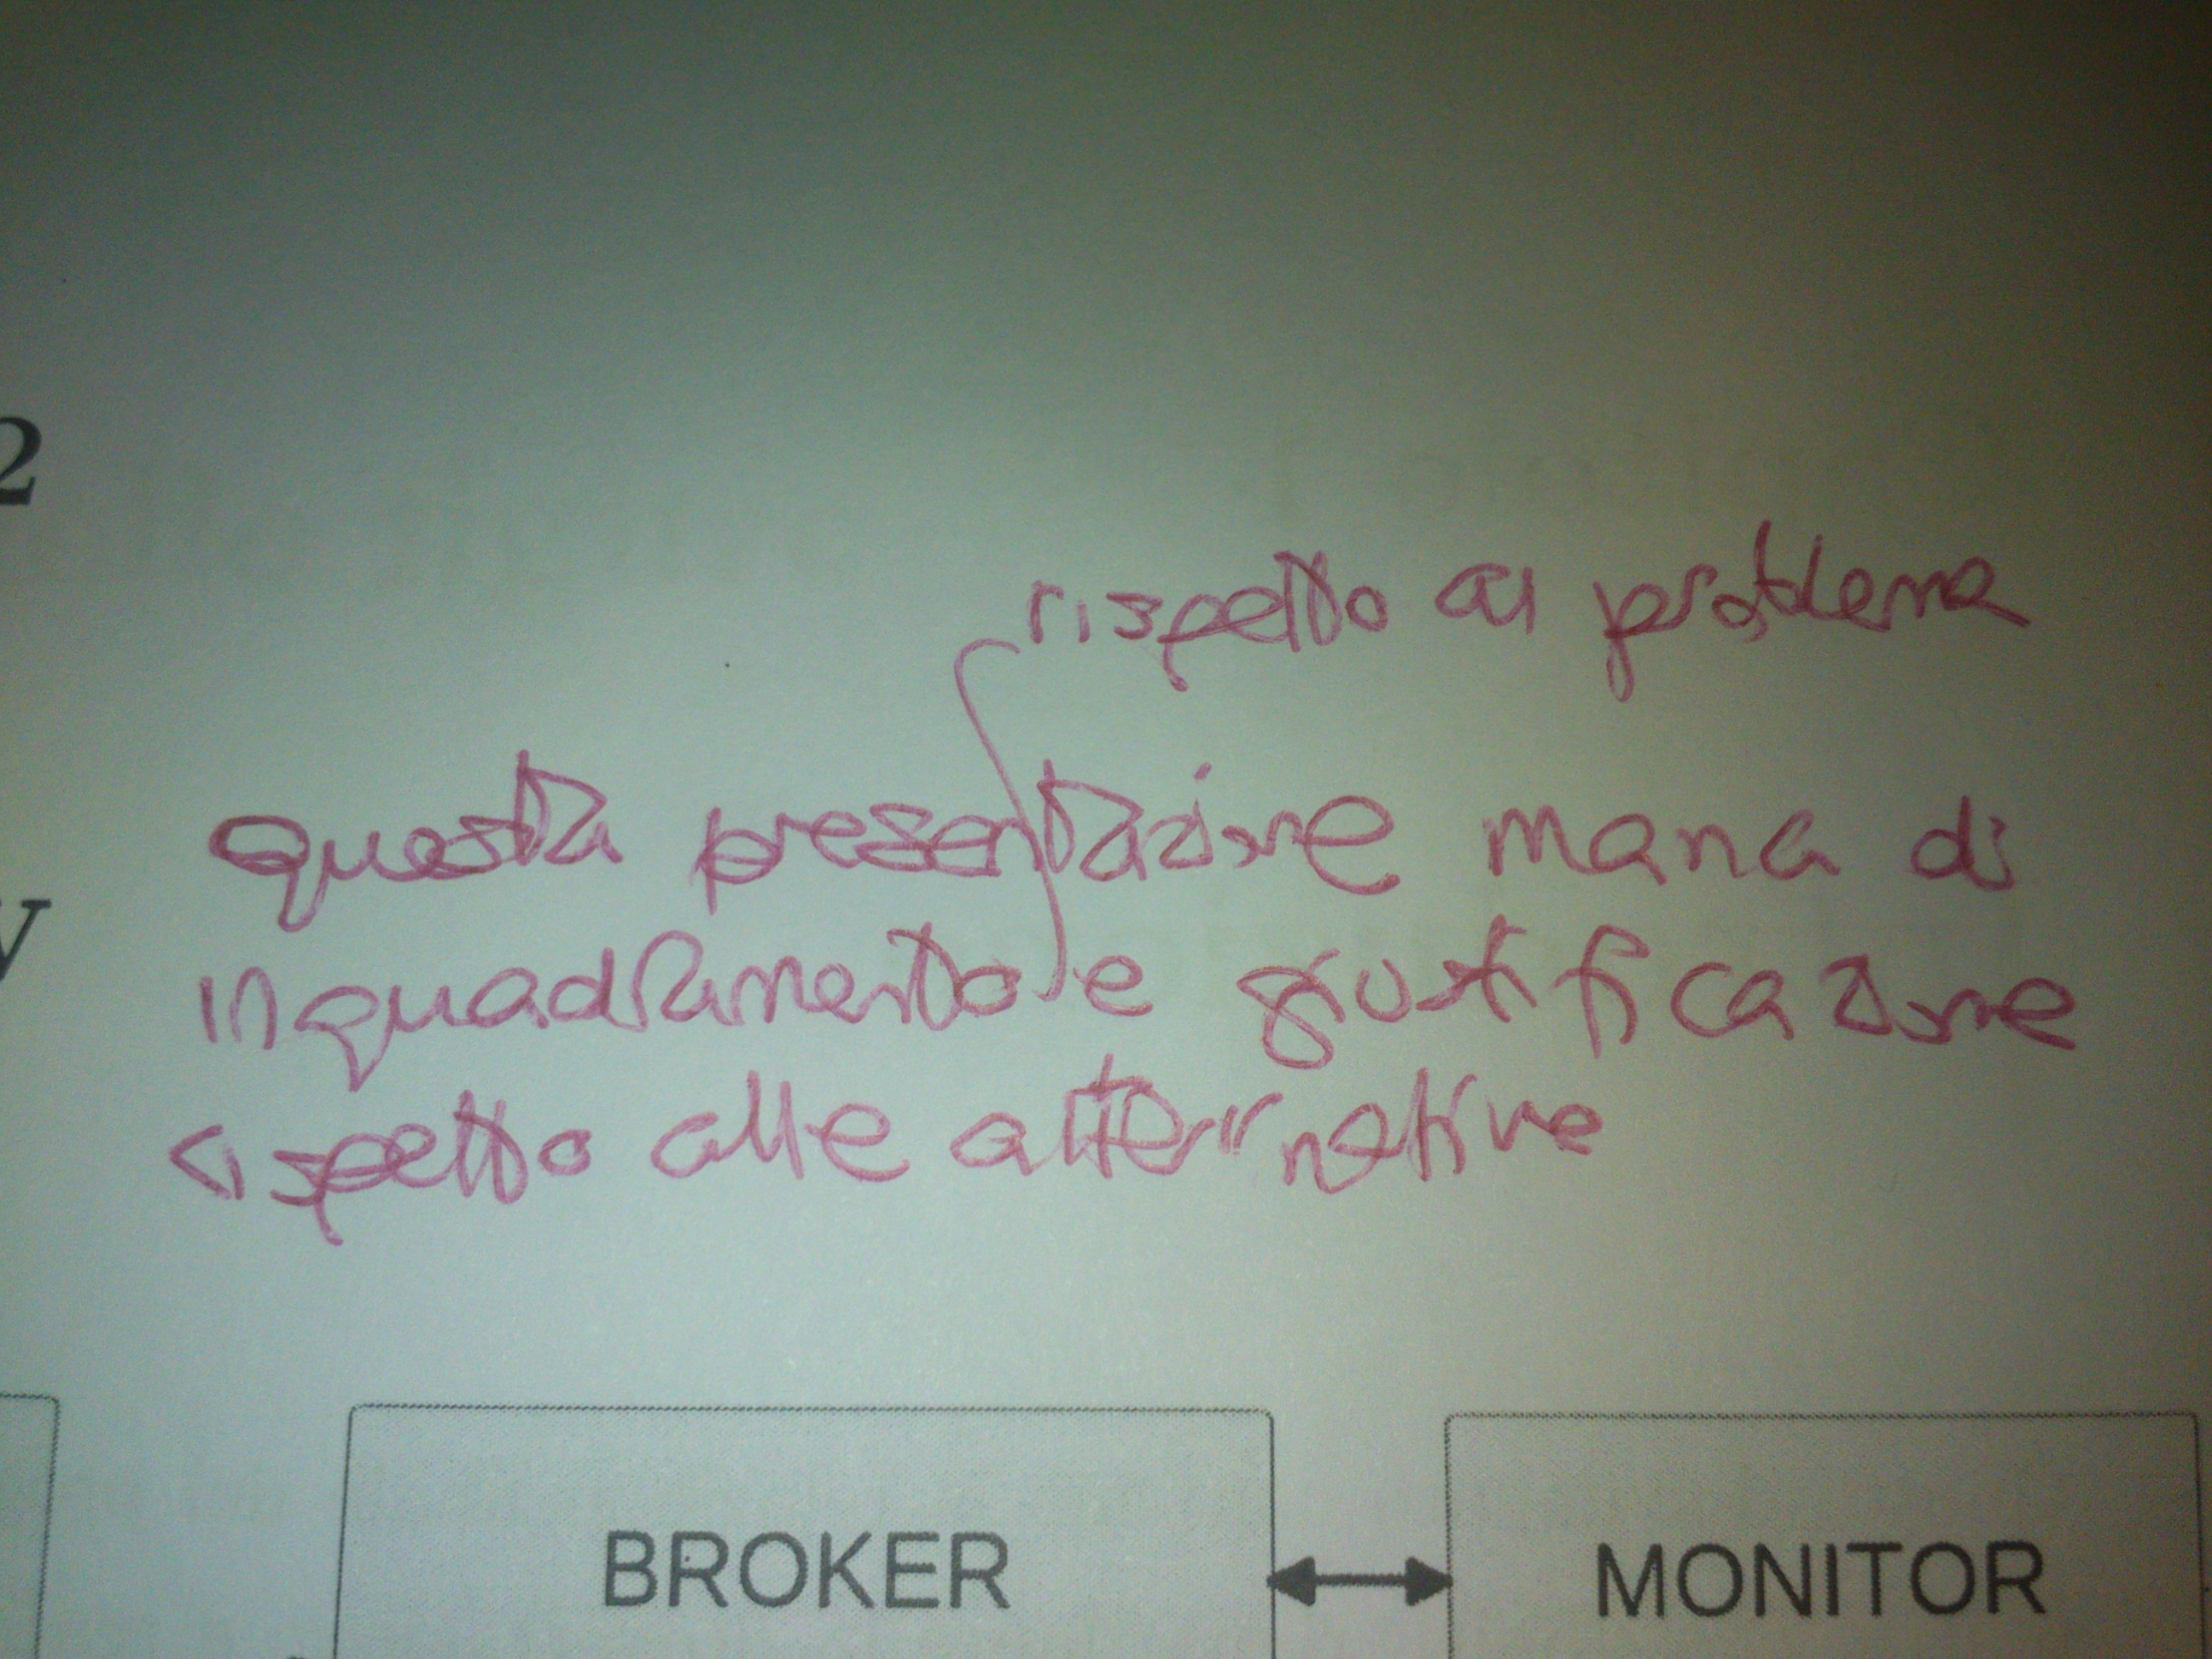 2
rispetto al problema
questa presentazione manca di
y
inquadramento e giustificazione
rispetto alle alternative
BROKER
MONITOR